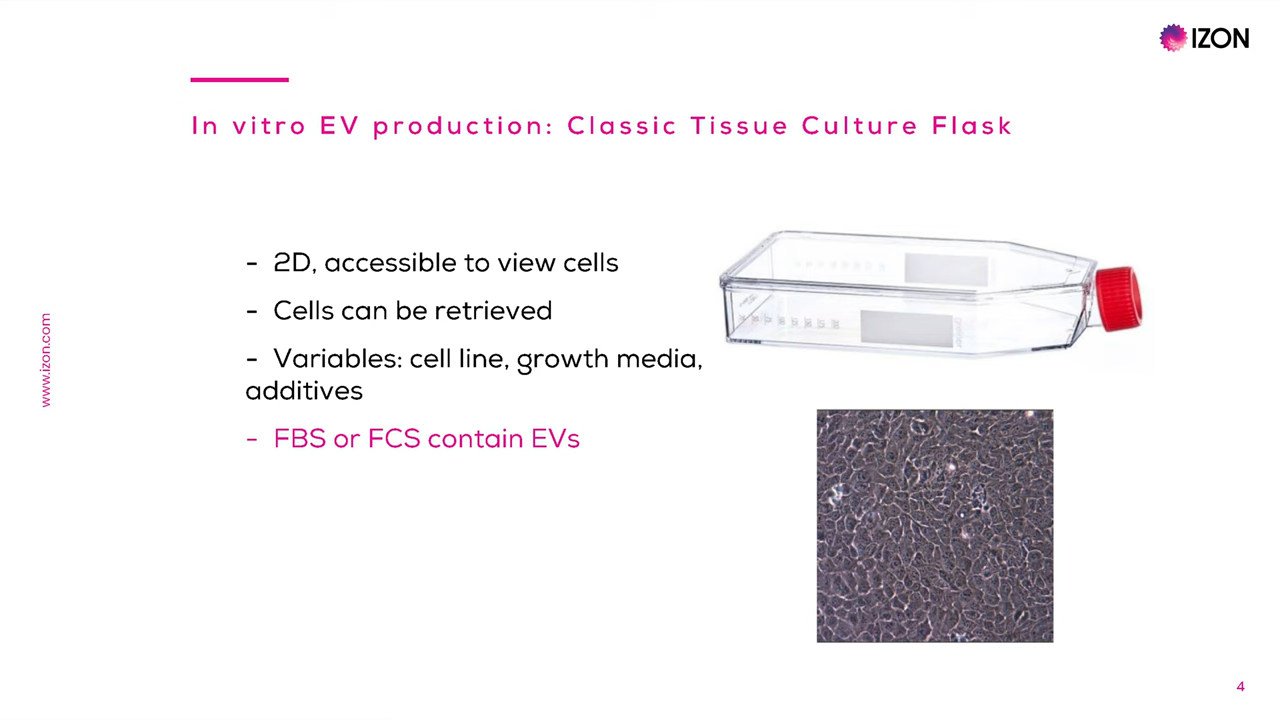 IZON
In vitro EV production: Classic Tissue Culture Flask
- 2D, accessible to view cells
- Cells can be retrieved
- Variables: cell line, growth media,
additives
- FBS or FCS contain EVs
www.izon.com
4